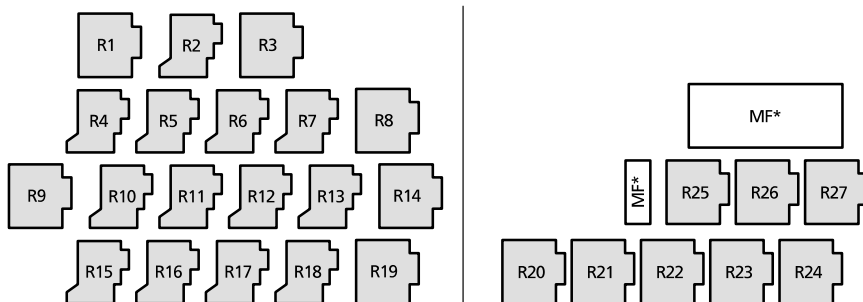 R1 R2 R3
MF*
R4 R5 R6 R7 R8
R9 R10 R11 R12 R13 R14
MF* R25 R26 R27
R15 R16 R17 R18 R19
R20 R21 R22 R23 R24